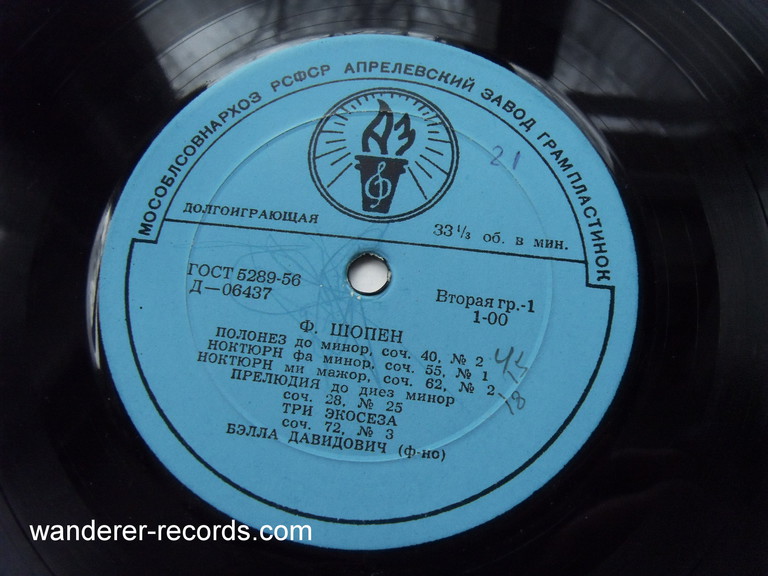 МОСОБЛСОВНАРХОЗ РСФСР АПРЕЛЕВСКИЙ ЗАВОД ГРАМПЛАСТИНОК
АЗ
21
ДОЛГОИГРАЮЩАЯ
33⅓ об. в мин.
ГОСТ 5289-56
Д—06437
Вторая гр.-1
1-00
Ф. ШОПЕН
ПОЛОНЕЗ до минор, соч. 40, № 2
НОКТЮРН фа минор, соч. 55, № 1
НОКТЮРН ми мажор, соч. 62, № 2
ПРЕЛЮДИЯ до диез минор
соч. 28, № 25
ТРИ ЭКОСЕЗА
соч. 72, № 3
БЭЛЛА ДАВИДОВИЧ (ф-но)
18
wanderer-records.com